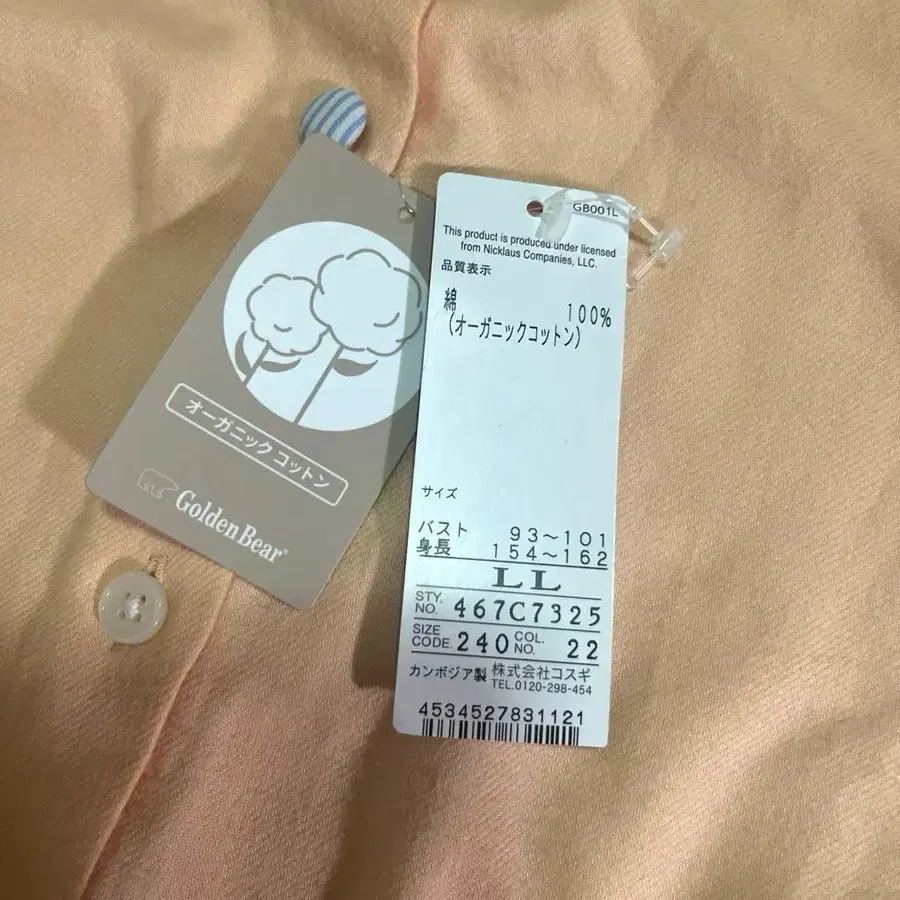 オーガニックコットン
GoldenBear®
GB001L
This product is produced under licensed
from Nicklaus Companies, LLC.
品質表示
綿 100%
(オーガニックコットン)
サイズ
バスト 93～101
身長 154～162
LL
STY. NO. 467C7325
SIZE CODE. 240 COL. NO. 22
カンボジア製 株式会社コスギ
TEL.0120-298-454
4534527831121